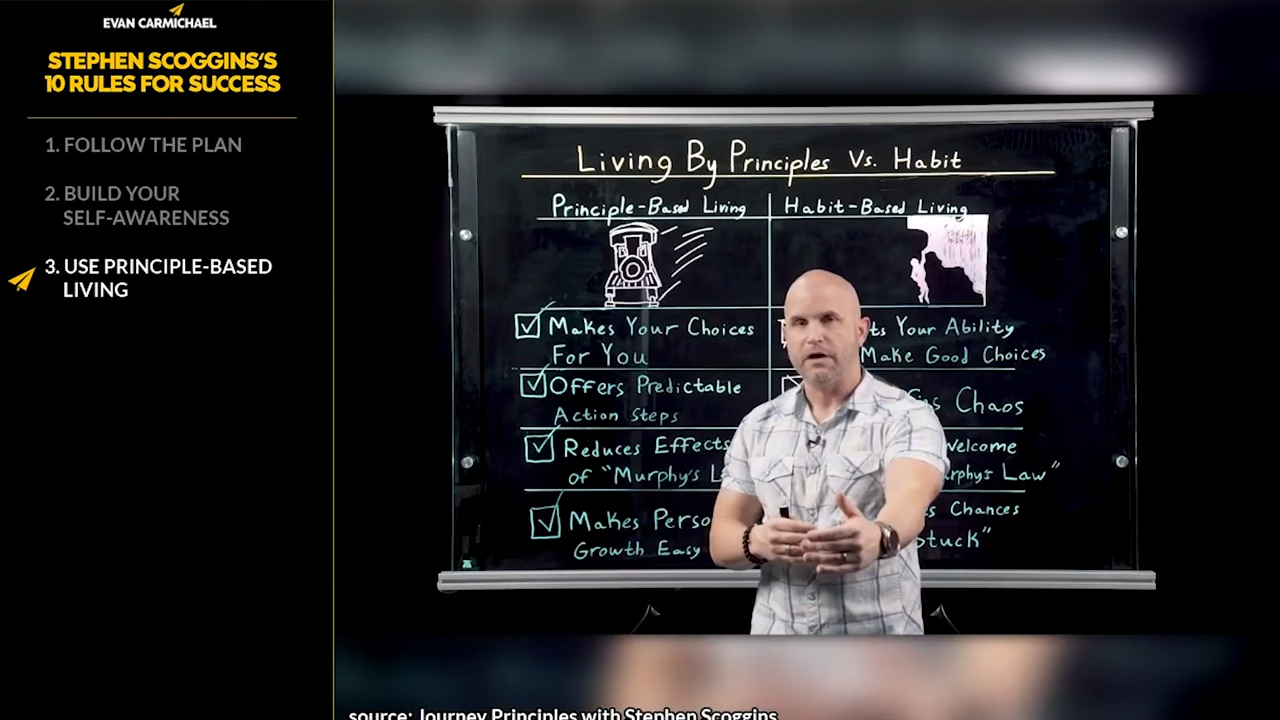 EVAN CARMICHAEL
STEPHEN SCOGGINS'S
10 RULES FOR SUCCESS
1. FOLLOW THE PLAN
2. BUILD YOUR
SELF-AWARENESS
3. USE PRINCIPLE-BASED
LIVING
Living By Principles Vs. Habit
Principle-Based Living
Makes Your Choices
For You
Offers Predictable
Action Steps
Reduces Effects
of "Murphy's L
Makes Perso
Growth Easy
Habit-Based Living
ts Your Ability
Make Good Choices
Chaos
Welcome
rphy's Law"
s Chances
Stuck"
source: Journey Principles with Stephen Scoggins